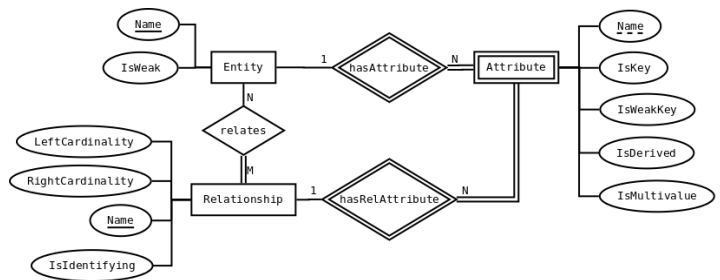 Name
Name
IsWeak
Entity
1
hasAttribute
N
Attribute
IsKey
N
IsWeakKey
relates
LeftCardinality
IsDerived
M
RightCardinality
Relationship
1
hasRelAttribute
N
IsMultivalue
Name
IsIdentifying